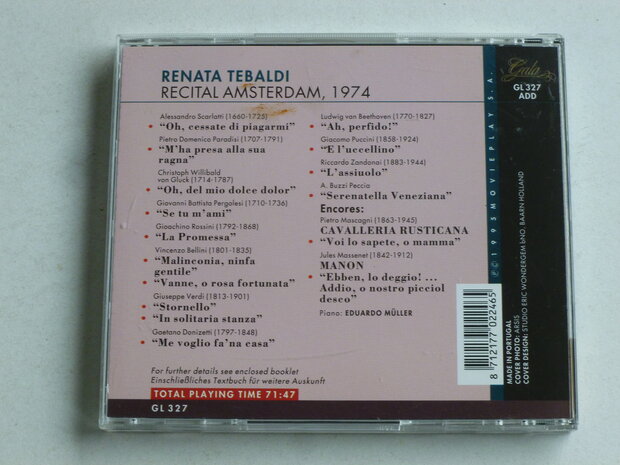 RENATA TEBALDI
RECITAL AMSTERDAM, 1974
Alessandro Scarlatti (1660-1725)
• “Oh, cessate di piagarmi”
Pietro Domenico Paradisi (1707-1791)
• “M'ha presa alla sua
ragna”
Christoph Willibald
von Gluck (1714-1787)
• “Oh, del mio dolce dolor”
Giovanni Battista Pergolesi (1710-1736)
• “Se tu m'ami”
Gioachino Rossini (1792-1868)
• “La Promessa”
Vincenzo Bellini (1801-1835)
• “Malinconia, ninfa
gentile”
• “Vanne, o rosa fortunata”
Giuseppe Verdi (1813-1901)
• “Stornello”
• “In solitaria stanza”
Gaetano Donizetti (1797-1848)
• “Me voglio fa'na casa”
Ludwig van Beethoven (1770-1827)
• “Ah, perfido!”
Giacomo Puccini (1858-1924)
• “E l'uccellino”
Riccardo Zandonai (1883-1944)
• “L'assiuolo”
A. Buzzi Peccia
• “Serenatella Veneziana”
Encores:
Pietro Mascagni (1863-1945)
CAVALLERIA RUSTICANA
• “Voi lo sapete, o mamma”
Jules Massenet (1842-1912)
MANON
• “Ebben, lo deggio! ...
Addio, o nostro picciol
desco”
Piano: EDUARDO MÜLLER
For further details see enclosed booklet
Einschließliches Textbuch für weitere Auskunft
TOTAL PLAYING TIME 71:47
GL 327
Gala
GL 327
ADD
1995 MOVIEPLAY S.A.
8 712177 022465
MADE IN PORTUGAL
COVER PHOTO: ARSIS
COVER DESIGN: STUDIO ERIC WONDERGEM bNO, BAARN HOLLAND